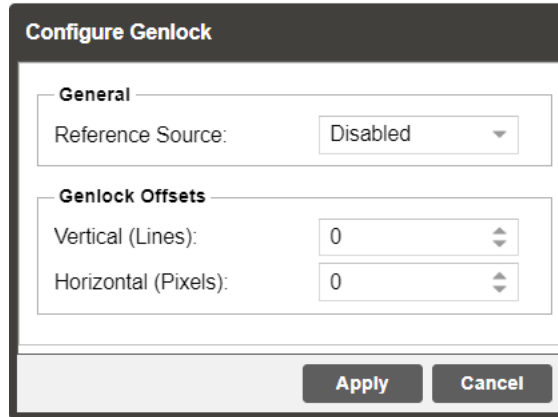 Configure Genlock
General
Reference Source: Disabled
Genlock Offsets
Vertical (Lines): 0
Horizontal (Pixels): 0
Apply Cancel